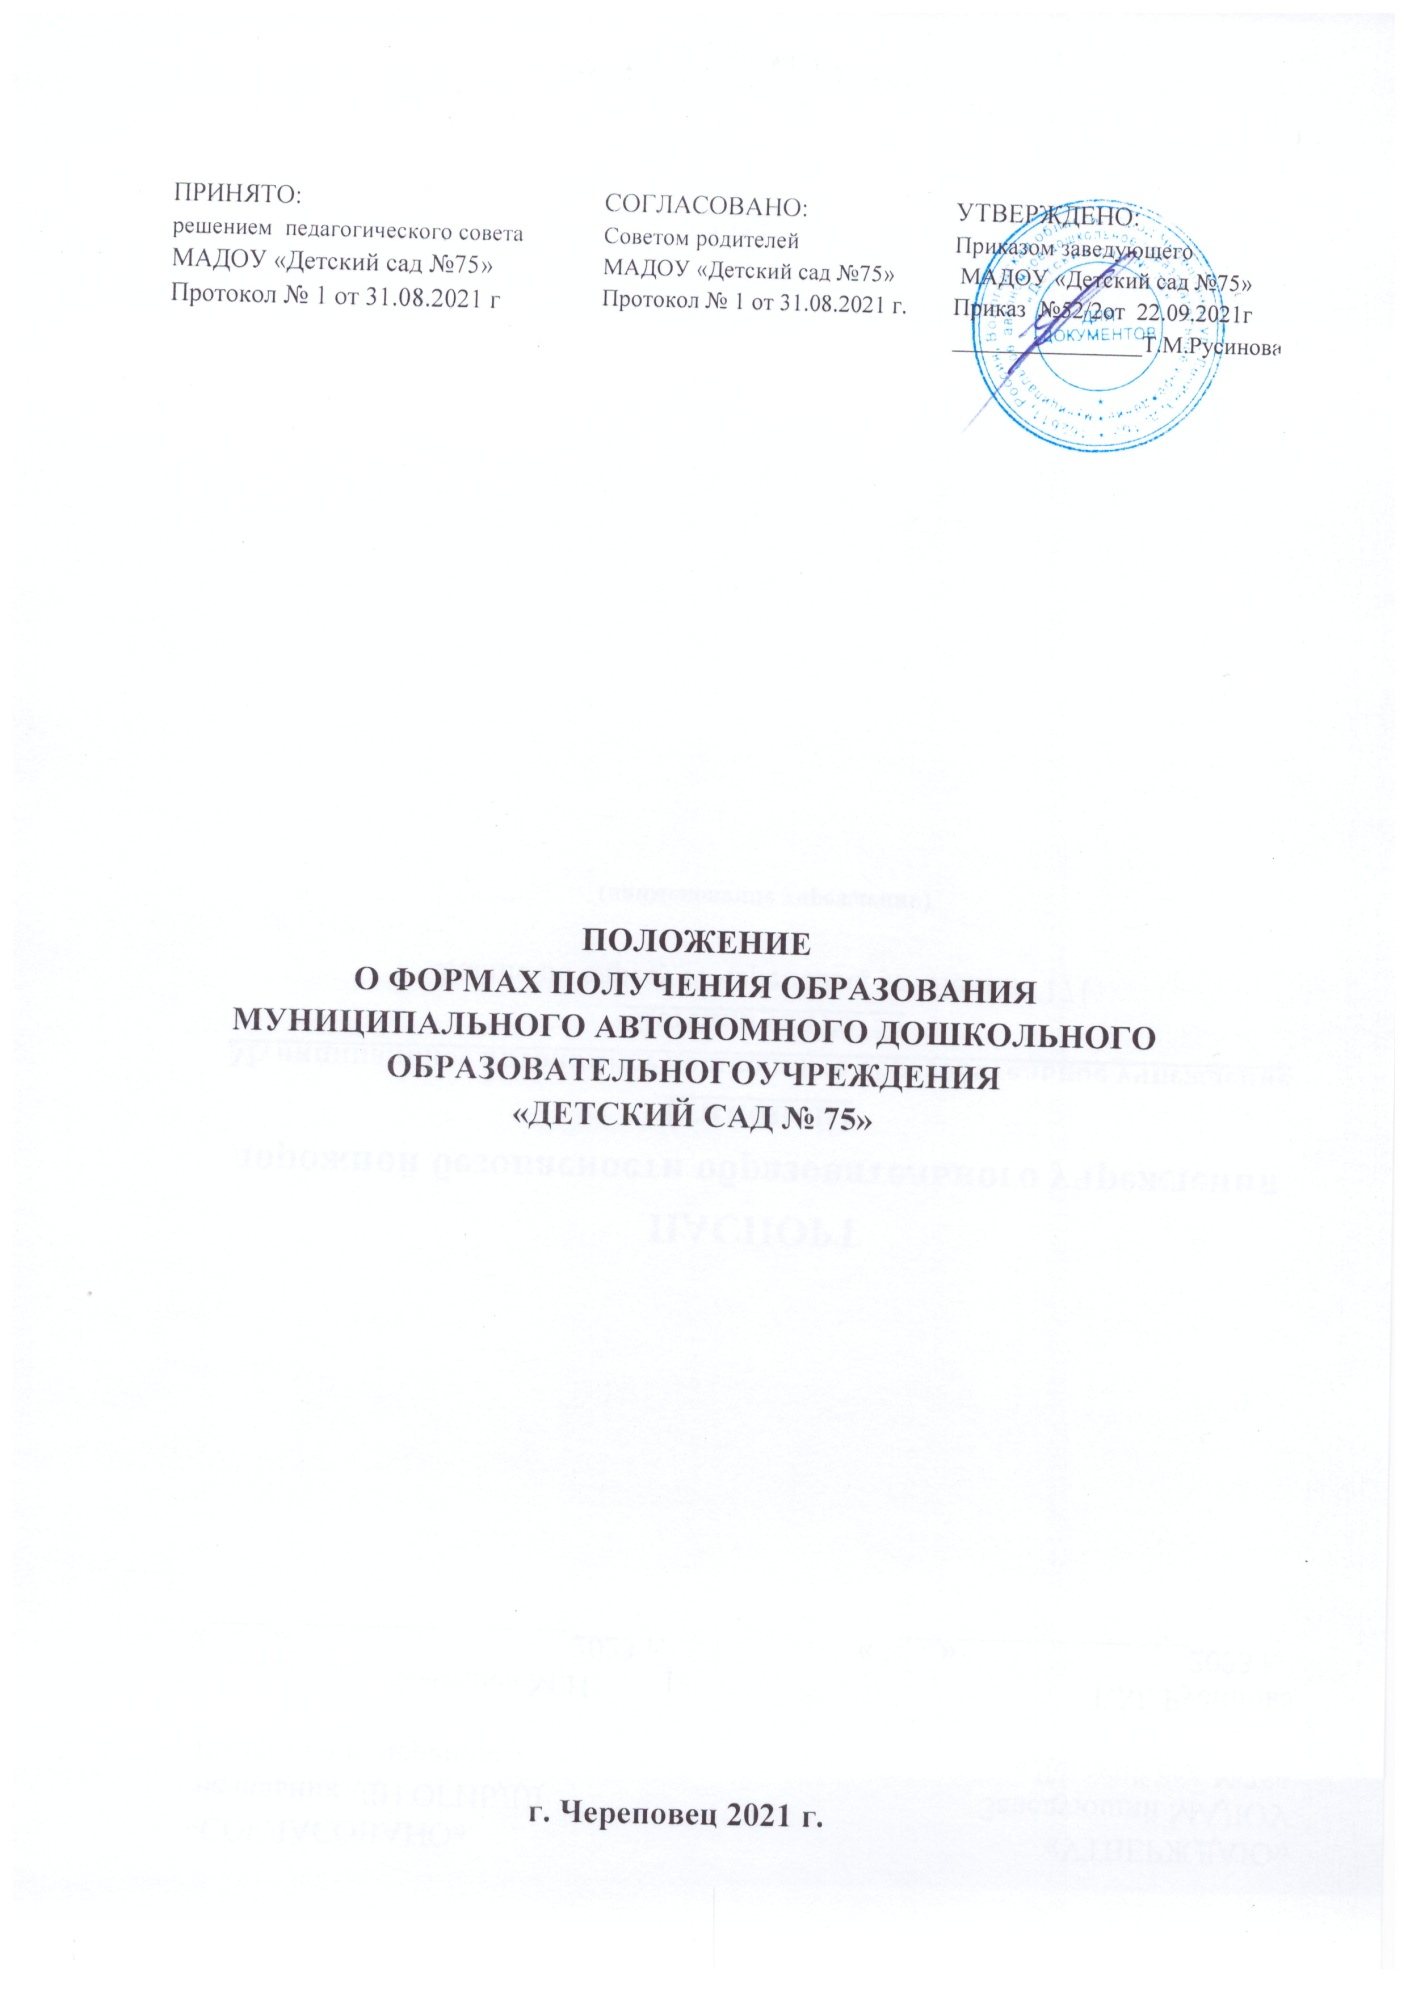 ПРИНЯТО:
решением педагогического совета
МАДОУ «Детский сад №75»
Протокол № 1 от 31.08.2021 г
СОГЛАСОВАНО:
Советом родителей
МАДОУ «Детский сад №75»
Протокол № 1 от 31.08.2021 г.
УТВЕРЖДЕНО:
Приказом заведующего
МАДОУ «Детский сад №75»
Приказ №52/2от 22.09.2021г
Т.М.Русинова
ДЛЯ
ДОКУМЕНТОВ
ПОЛОЖЕНИЕ
О ФОРМАХ ПОЛУЧЕНИЯ ОБРАЗОВАНИЯ
МУНИЦИПАЛЬНОГО АВТОНОМНОГО ДОШКОЛЬНОГО
ОБРАЗОВАТЕЛЬНОГОУЧРЕЖДЕНИЯ
«ДЕТСКИЙ САД № 75»
г. Череповец 2021 г.